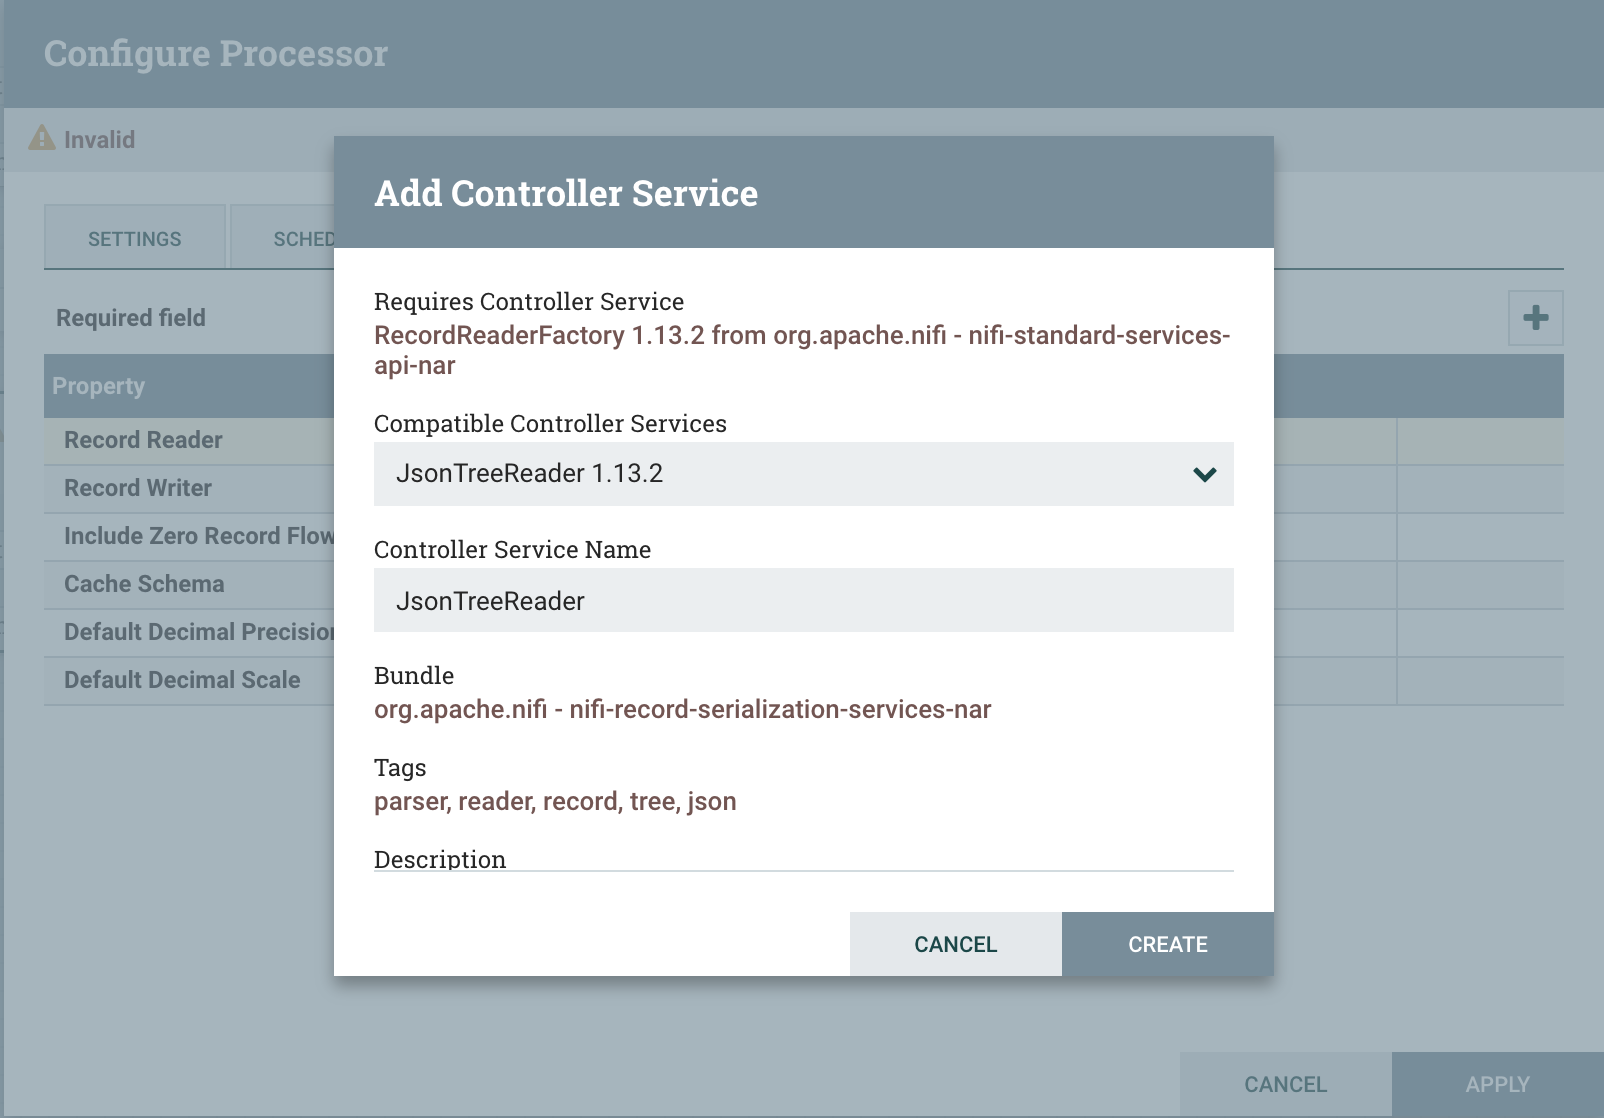 Configure Processor
Invalid
SETTINGS
SCHED
Required field
Property
Record Reader
Record Writer
Include Zero Record Flow
Cache Schema
Default Decimal Precision
Default Decimal Scale
Add Controller Service
Requires Controller Service
RecordReaderFactory 1.13.2 from org.apache.nifi - nifi-standard-services-
api-nar
Compatible Controller Services
JsonTreeReader 1.13.2
Controller Service Name
JsonTreeReader
Bundle
org.apache.nifi - nifi-record-serialization-services-nar
Tags
parser, reader, record, tree, json
Description
CANCEL
CREATE
CANCEL
APPLY